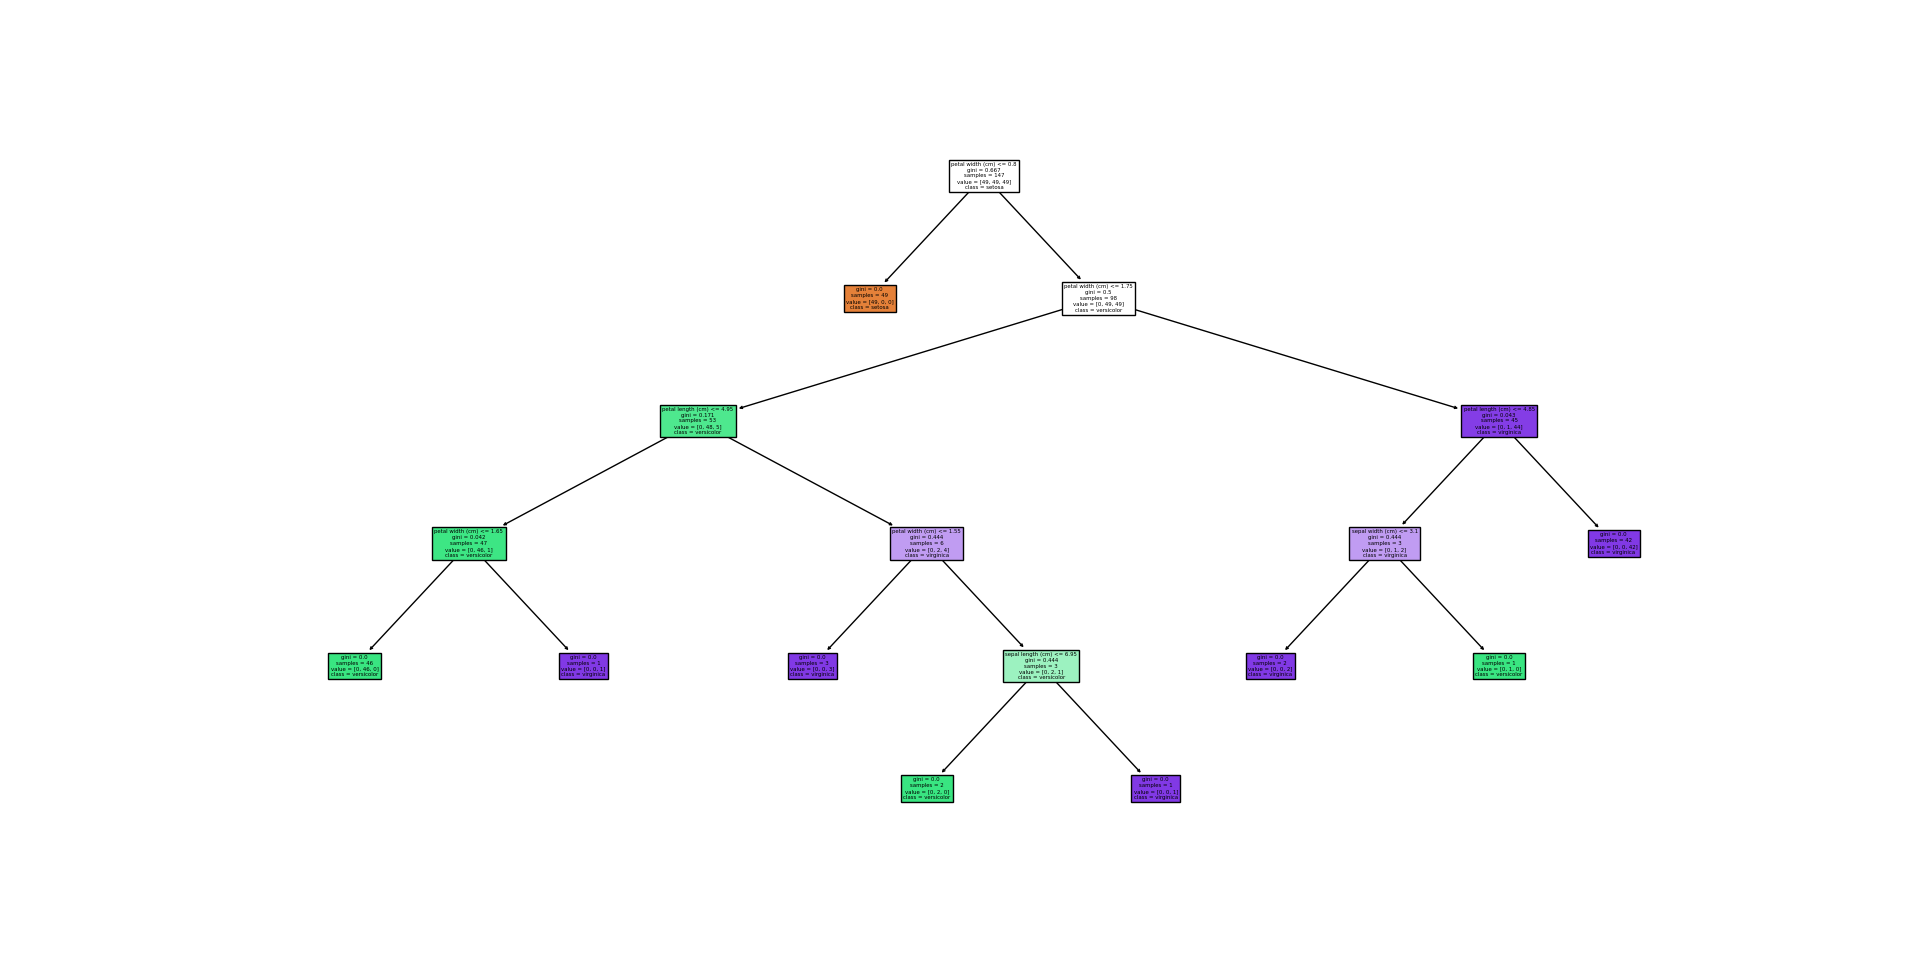 petal width (cm) <= 0.8
gini = 0.667
samples = 147
value = [49, 49, 49]
class = setosa
gini = 0.0
samples = 49
value = [49, 0, 0]
class = setosa
petal width (cm) <= 1.75
gini = 0.5
samples = 98
value = [0, 49, 49]
class = versicolor
petal length (cm) <= 4.95
gini = 0.171
samples = 53
value = [0, 48, 5]
class = versicolor
petal length (cm) <= 4.85
gini = 0.043
samples = 45
value = [0, 1, 44]
class = virginica
petal width (cm) <= 1.65
gini = 0.042
samples = 47
value = [0, 46, 1]
class = versicolor
petal width (cm) <= 1.55
gini = 0.444
samples = 6
value = [0, 2, 4]
class = virginica
sepal width (cm) <= 3.1
gini = 0.444
samples = 3
value = [0, 1, 2]
class = virginica
gini = 0.0
samples = 42
value = [0, 0, 42]
class = virginica
gini = 0.0
samples = 46
value = [0, 46, 0]
class = versicolor
gini = 0.0
samples = 1
value = [0, 0, 1]
class = virginica
gini = 0.0
samples = 3
value = [0, 0, 3]
class = virginica
sepal length (cm) <= 6.95
gini = 0.444
samples = 3
value = [0, 2, 1]
class = versicolor
gini = 0.0
samples = 2
value = [0, 0, 2]
class = virginica
gini = 0.0
samples = 1
value = [0, 1, 0]
class = versicolor
gini = 0.0
samples = 2
value = [0, 2, 0]
class = versicolor
gini = 0.0
samples = 1
value = [0, 0, 1]
class = virginica